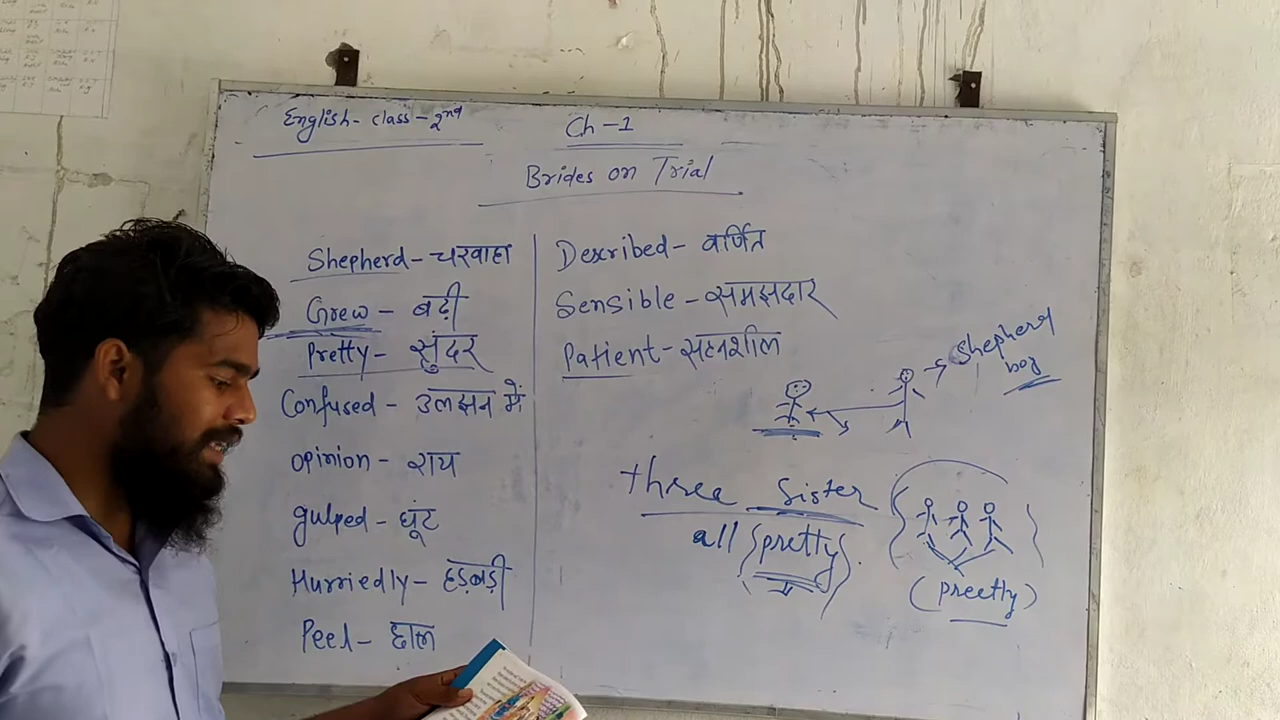 English- class-2nd
Ch-1
Brides on Trial
Shepherd - चरवाहा
Grew - बढ़ी
Pretty - सुंदर
Confused - उलझन में
opinion - राय
gulped - घूंट
Hurriedly - हड़बड़ी
Peel - छाल
Described - वर्णित
Sensible - समझदार
Patient - सहनशील
Shepherd
boy
three Sister
all pretty
(preetly)